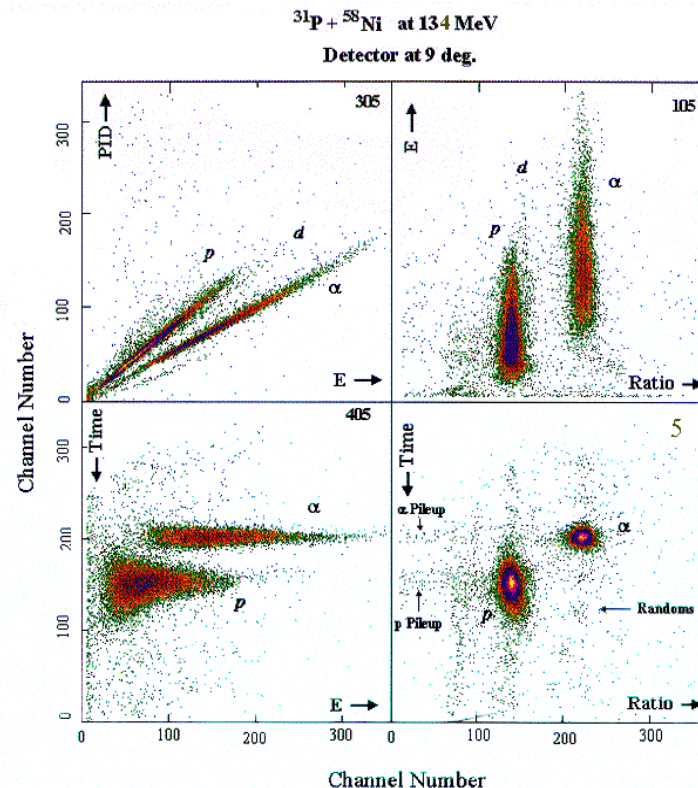 ³¹P + ⁵⁸Ni at 134 MeV
Detector at 9 deg.
305
105
PID
E
300
200
100
0
p
d
α
E
p
d
α
Ratio
Channel Number
405
5
Time
Time
300
200
100
0
α
p
E
α Pileup
p Pileup
p
α
Randoms
Ratio
0 100 200 300
0 100 200 300
Channel Number